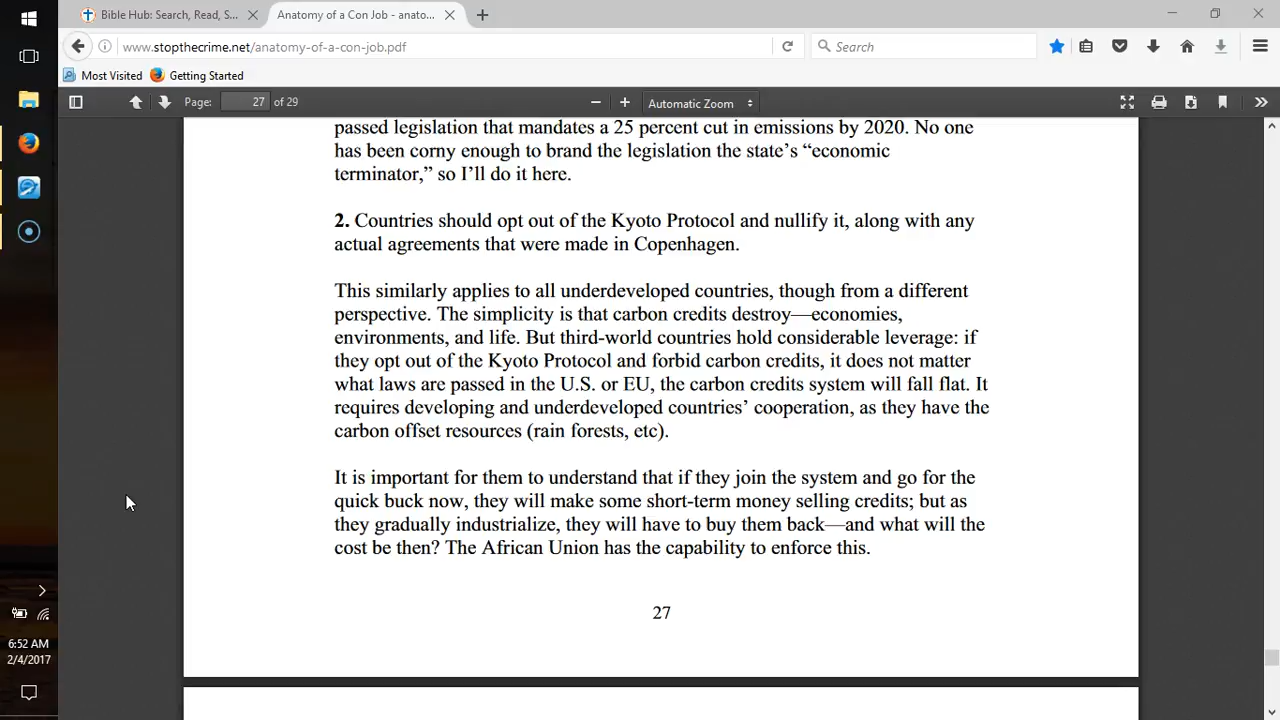 Bible Hub: Search, Read, S...
Anatomy of a Con Job - anato...
www.stopthecrime.net/anatomy-of-a-con-job.pdf
Search
Most Visited
Getting Started
Page:
27
of 29
Automatic Zoom
passed legislation that mandates a 25 percent cut in emissions by 2020. No one
has been corny enough to brand the legislation the state’s “economic
terminator,” so I’ll do it here.
2. Countries should opt out of the Kyoto Protocol and nullify it, along with any
actual agreements that were made in Copenhagen.
This similarly applies to all underdeveloped countries, though from a different
perspective. The simplicity is that carbon credits destroy—economies,
environments, and life. But third-world countries hold considerable leverage: if
they opt out of the Kyoto Protocol and forbid carbon credits, it does not matter
what laws are passed in the U.S. or EU, the carbon credits system will fall flat. It
requires developing and underdeveloped countries’ cooperation, as they have the
carbon offset resources (rain forests, etc).
It is important for them to understand that if they join the system and go for the
quick buck now, they will make some short-term money selling credits; but as
they gradually industrialize, they will have to buy them back—and what will the
cost be then? The African Union has the capability to enforce this.
27
6:52 AM
2/4/2017